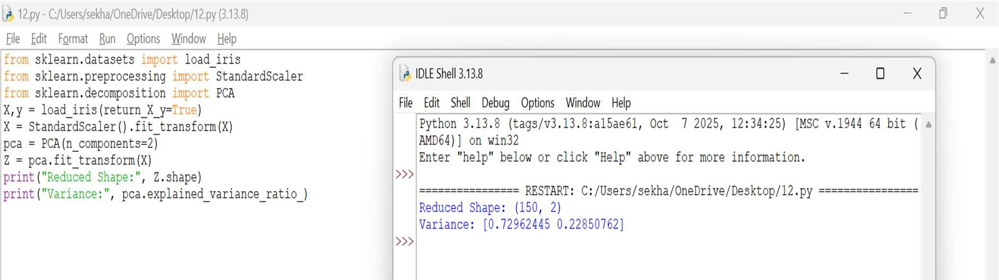 12.py - C:/Users/sekha/OneDrive/Desktop/12.py (3.13.8)
File Edit Format Run Options Window Help
from sklearn.datasets import load_iris
from sklearn.preprocessing import StandardScaler
from sklearn.decomposition import PCA
X,y = load_iris(return_X_y=True)
X = StandardScaler().fit_transform(X)
pca = PCA(n_components=2)
Z = pca.fit_transform(X)
print("Reduced Shape:", Z.shape)
print("Variance:", pca.explained_variance_ratio_)
IDLE Shell 3.13.8
File Edit Shell Debug Options Window Help
Python 3.13.8 (tags/v3.13.8:a15ae61, Oct  7 2025, 12:34:25) [MSC v.1944 64 bit (
AMD64)] on win32
Enter "help" below or click "Help" above for more information.
>>>
================ RESTART: C:/Users/sekha/OneDrive/Desktop/12.py ================
Reduced Shape: (150, 2)
Variance: [0.72962445 0.22850762]
>>>